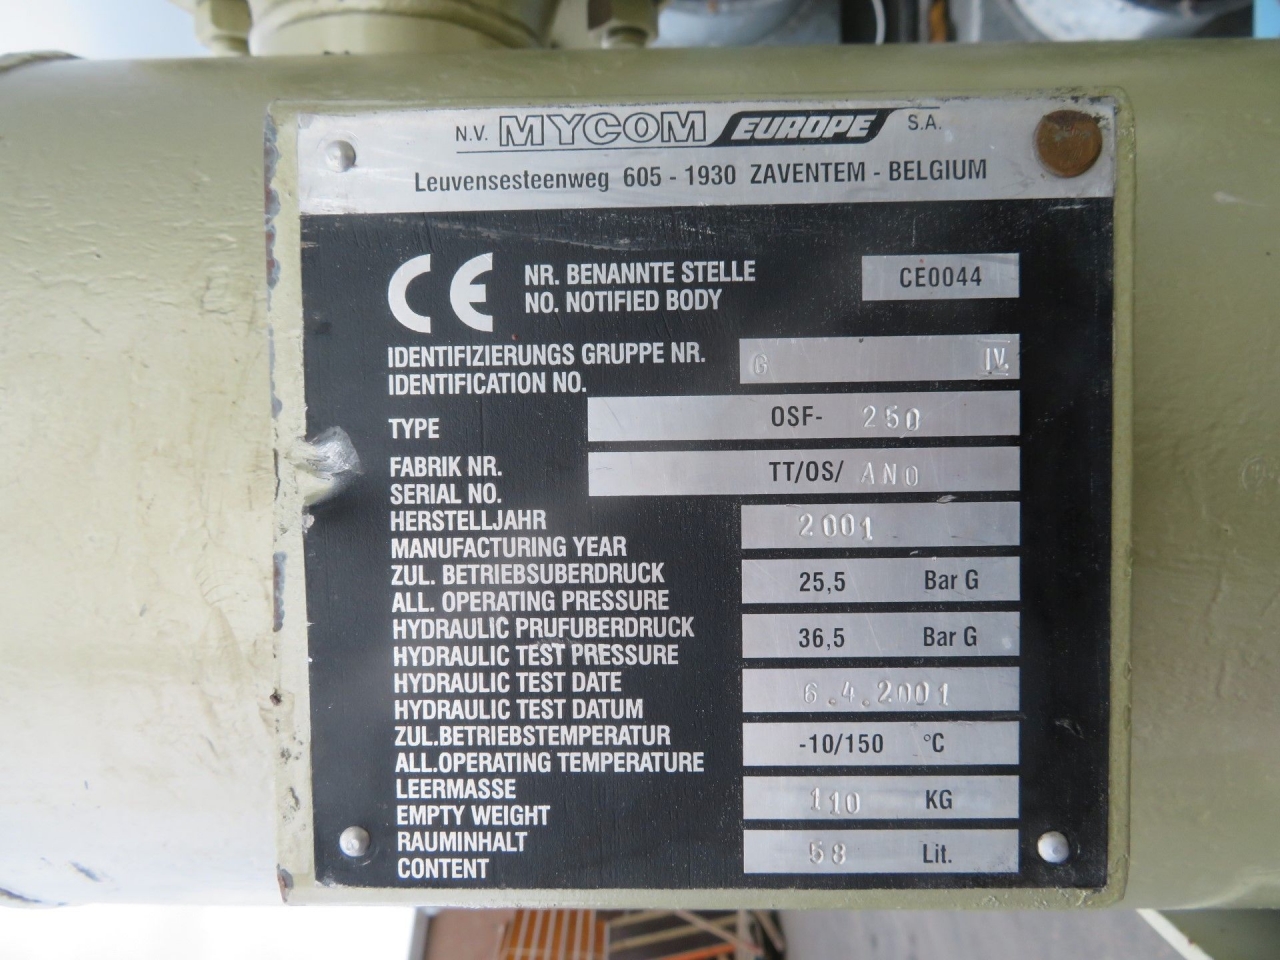 N.V. MYCOM EUROPE S.A.
Leuvensesteenweg 605 - 1930 ZAVENTEM - BELGIUM
CE NR. BENANNTE STELLE CE0044
NO. NOTIFIED BODY
IDENTIFIZIERUNGS GRUPPE NR. G IV.
IDENTIFICATION NO.
TYPE OSF- 250
FABRIK NR. TT/OS/ ANO
SERIAL NO.
HERSTELLJAHR 2001
MANUFACTURING YEAR
ZUL. BETRIEBSUBERDRUCK 25,5 Bar G
ALL. OPERATING PRESSURE
HYDRAULIC PRUFUBERDRUCK 36,5 Bar G
HYDRAULIC TEST PRESSURE
HYDRAULIC TEST DATE 6.4.2001
HYDRAULIC TEST DATUM
ZUL.BETRIEBSTEMPERATUR -10/150 °C
ALL.OPERATING TEMPERATURE
LEERMASSE 110 KG
EMPTY WEIGHT
RAUMINHALT 58 Lit.
CONTENT